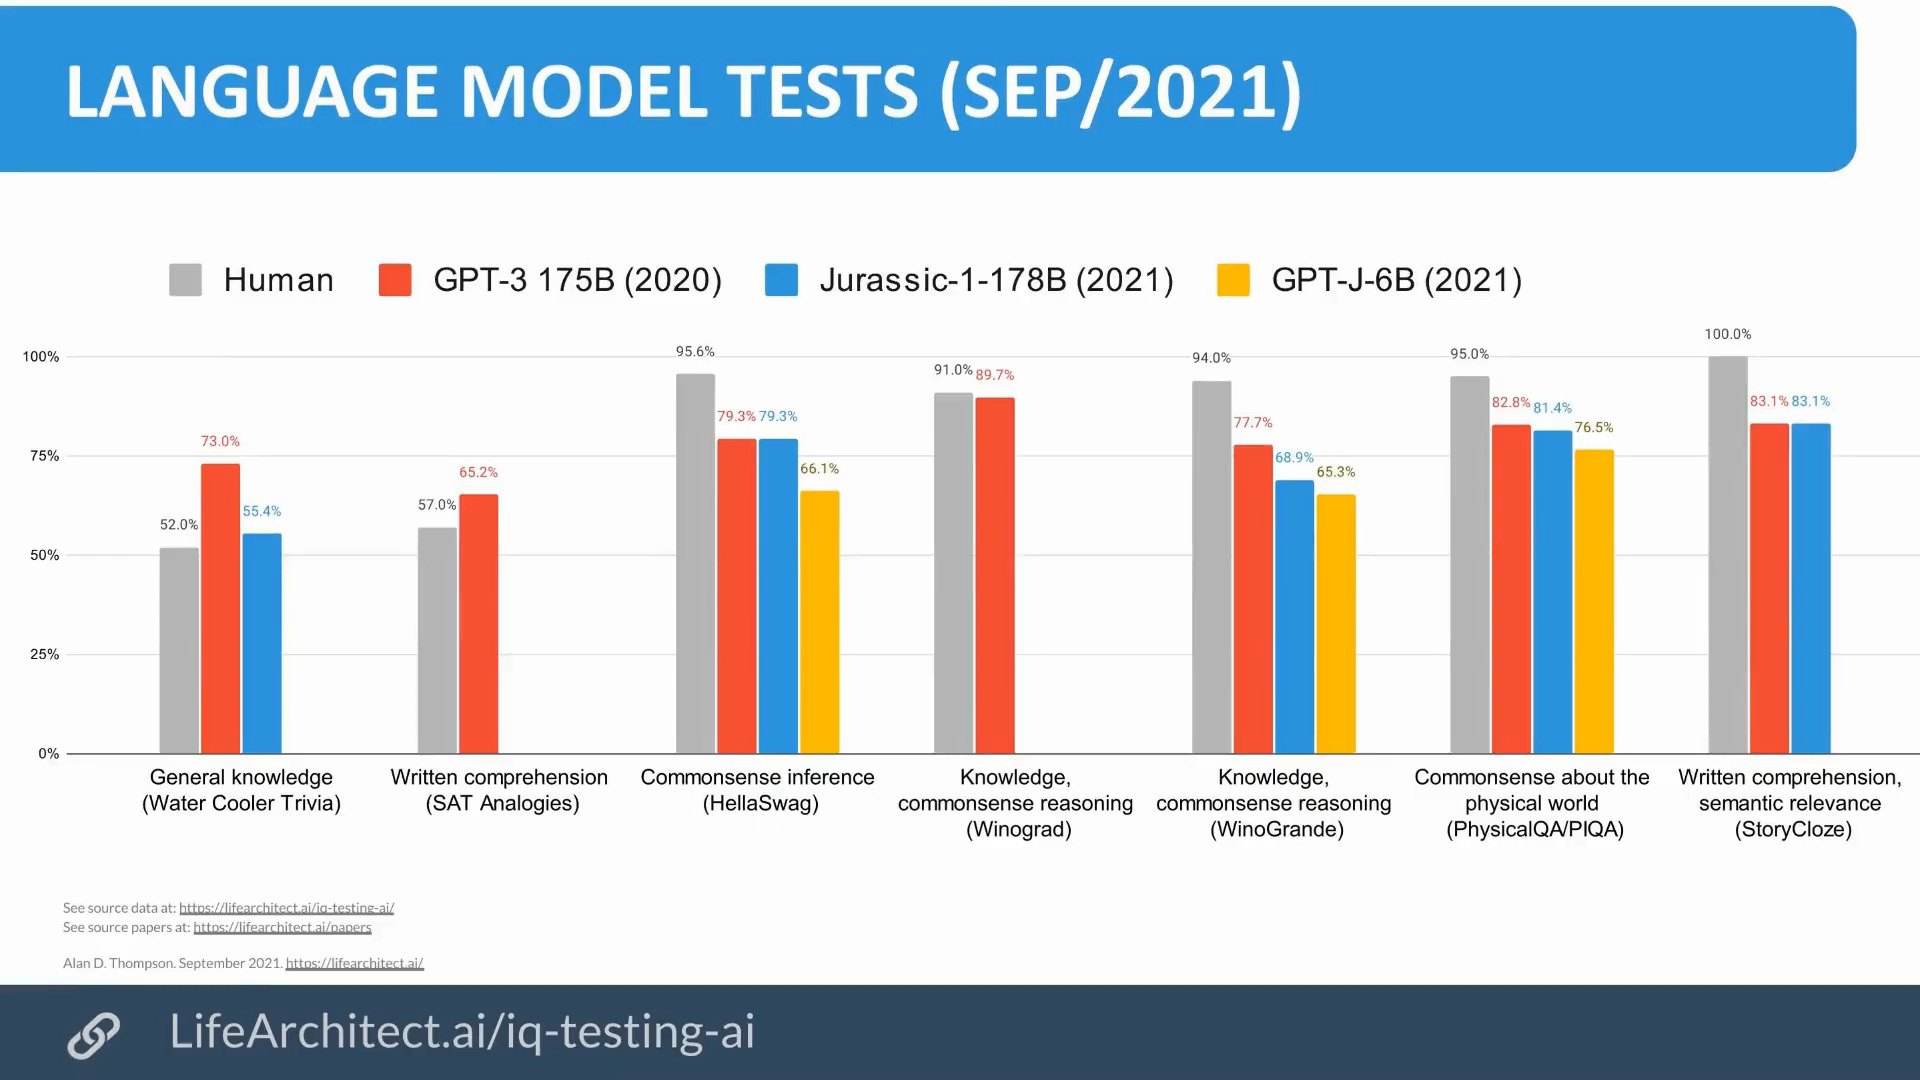 LANGUAGE MODEL TESTS (SEP/2021)
Human GPT-3 175B (2020) Jurassic-1-178B (2021) GPT-J-6B (2021)
100%
75%
50%
25%
0%
52.0% 73.0% 55.4%
57.0% 65.2%
95.6% 79.3% 79.3% 66.1%
91.0% 89.7%
94.0% 77.7% 68.9% 65.3%
95.0% 82.8% 81.4% 76.5%
100.0% 83.1% 83.1%
General knowledge
(Water Cooler Trivia)
Written comprehension
(SAT Analogies)
Commonsense inference
(HellaSwag)
Knowledge,
commonsense reasoning
(Winograd)
Knowledge,
commonsense reasoning
(WinoGrande)
Commonsense about the
physical world
(PhysicalQA/PIQA)
Written comprehension,
semantic relevance
(StoryCloze)
See source data at: https://lifearchitect.ai/iq-testing-ai/
See source papers at: https://lifearchitect.ai/papers
Alan D. Thompson. September 2021. https://lifearchitect.ai/
LifeArchitect.ai/iq-testing-ai